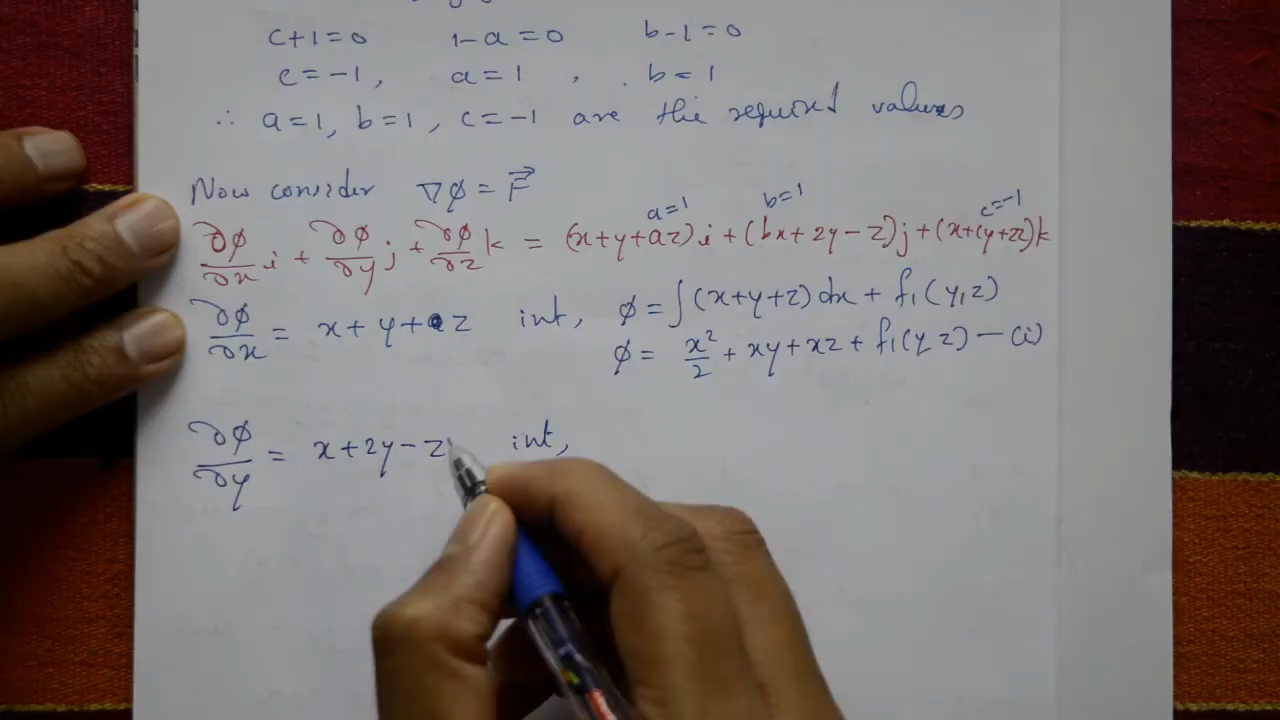 c+1=0 1-a=0 b-1=0
c=-1, a=1, b=1
∴ a=1, b=1, c=-1 are the required values
Now consider ∇φ = F⃗
a=1 b=1 c=-1
∂φ/∂x i + ∂φ/∂y j + ∂φ/∂z k = (x+y+az)i + (bx+2y-z)j + (x+cy+2z)k
∂φ/∂x = x+y+z int, φ = ∫(x+y+z)dx + f₁(y,z)
φ = x²/2 + xy + xz + f₁(y z) — (i)
∂φ/∂y = x+2y-z int,